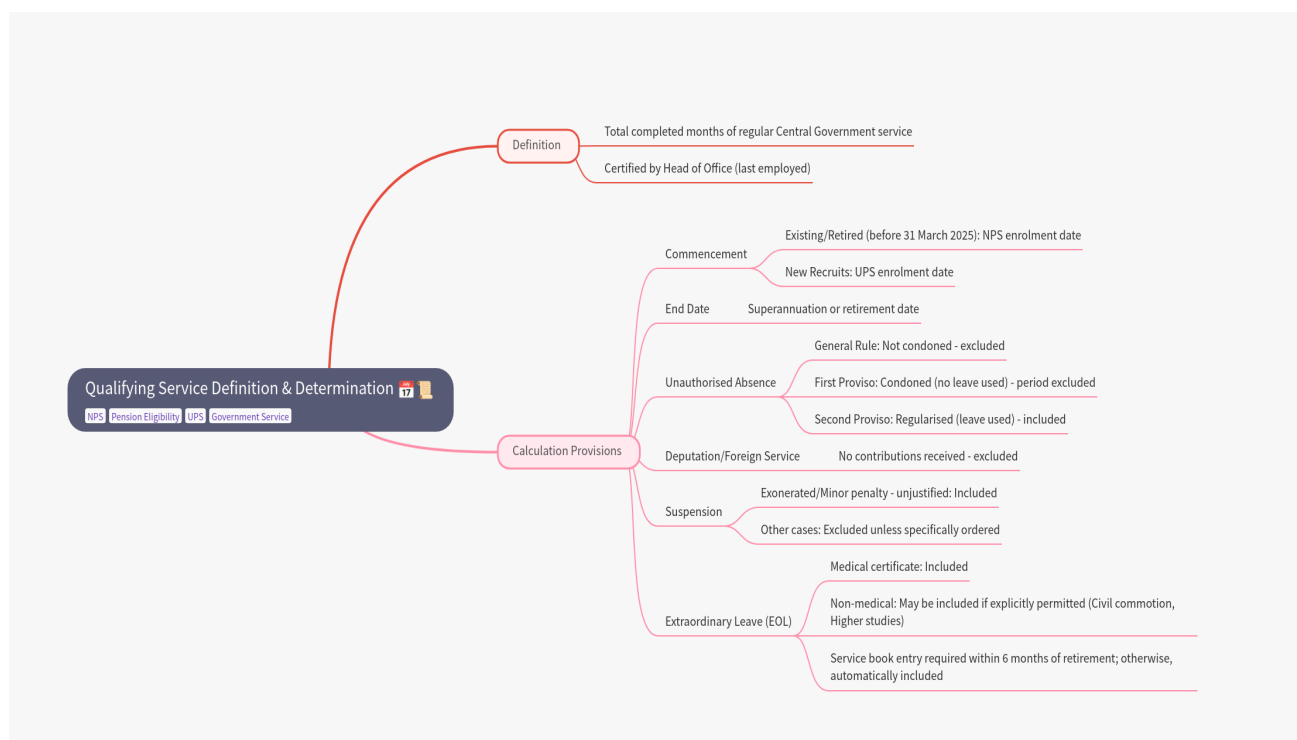 Total completed months of regular Central Government service
Definition
Certified by Head of Office (last employed)
Existing/Retired (before 31 March 2025): NPS enrolment date
Commencement
New Recruits: UPS enrolment date
End Date
Superannuation or retirement date
General Rule: Not condoned - excluded
Unauthorised Absence
First Proviso: Condoned (no leave used) - period excluded
Second Proviso: Regularised (leave used) - included
Qualifying Service Definition & Determination 📅📜
JULY
17
NPS
Pension Eligibility
UPS
Government Service
Calculation Provisions
Deputation/Foreign Service
No contributions received - excluded
Exonerated/Minor penalty - unjustified: Included
Suspension
Other cases: Excluded unless specifically ordered
Medical certificate: Included
Non-medical: May be included if explicitly permitted (Civil commotion,
Higher studies)
Extraordinary Leave (EOL)
Service book entry required within 6 months of retirement; otherwise,
automatically included